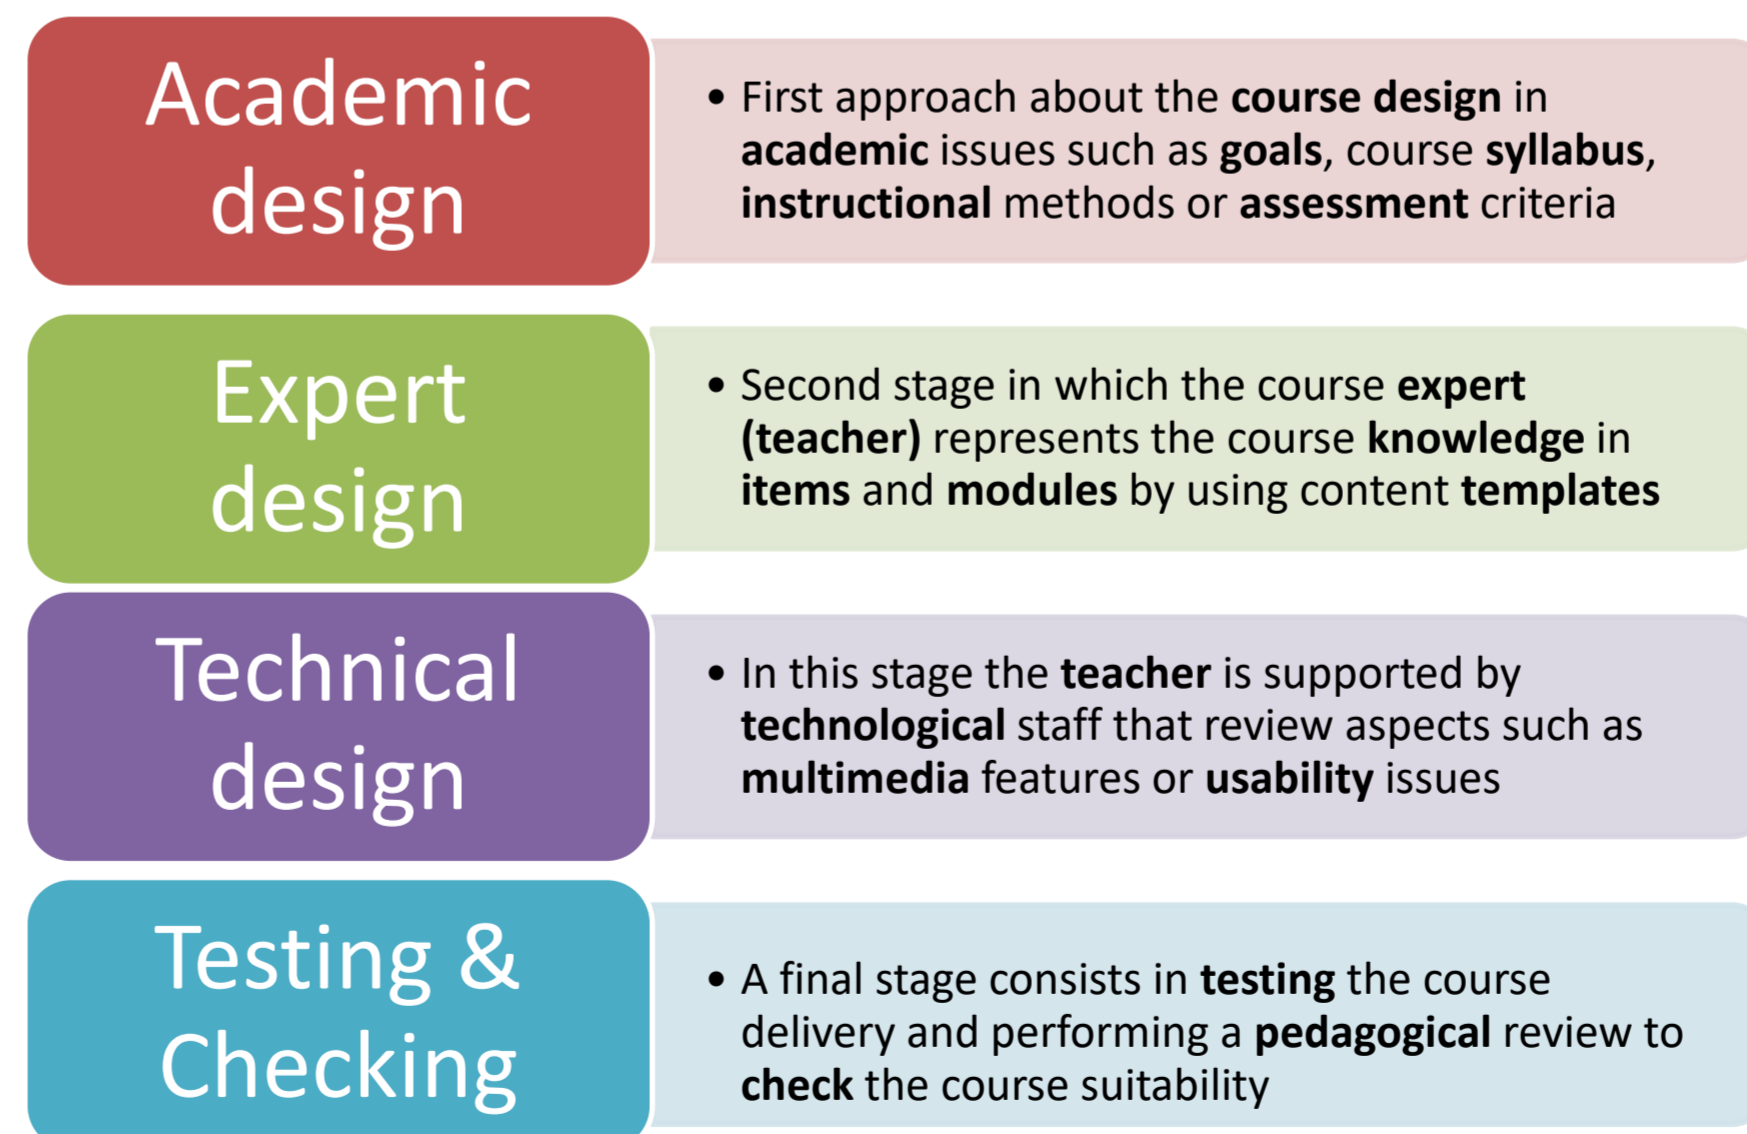 Academic
design
• First approach about the course design in
academic issues such as goals, course syllabus,
instructional methods or assessment criteria
Expert
design
• Second stage in which the course expert
(teacher) represents the course knowledge in
items and modules by using content templates
Technical
design
• In this stage the teacher is supported by
technological staff that review aspects such as
multimedia features or usability issues
Testing &
Checking
• A final stage consists in testing the course
delivery and performing a pedagogical review to
check the course suitability